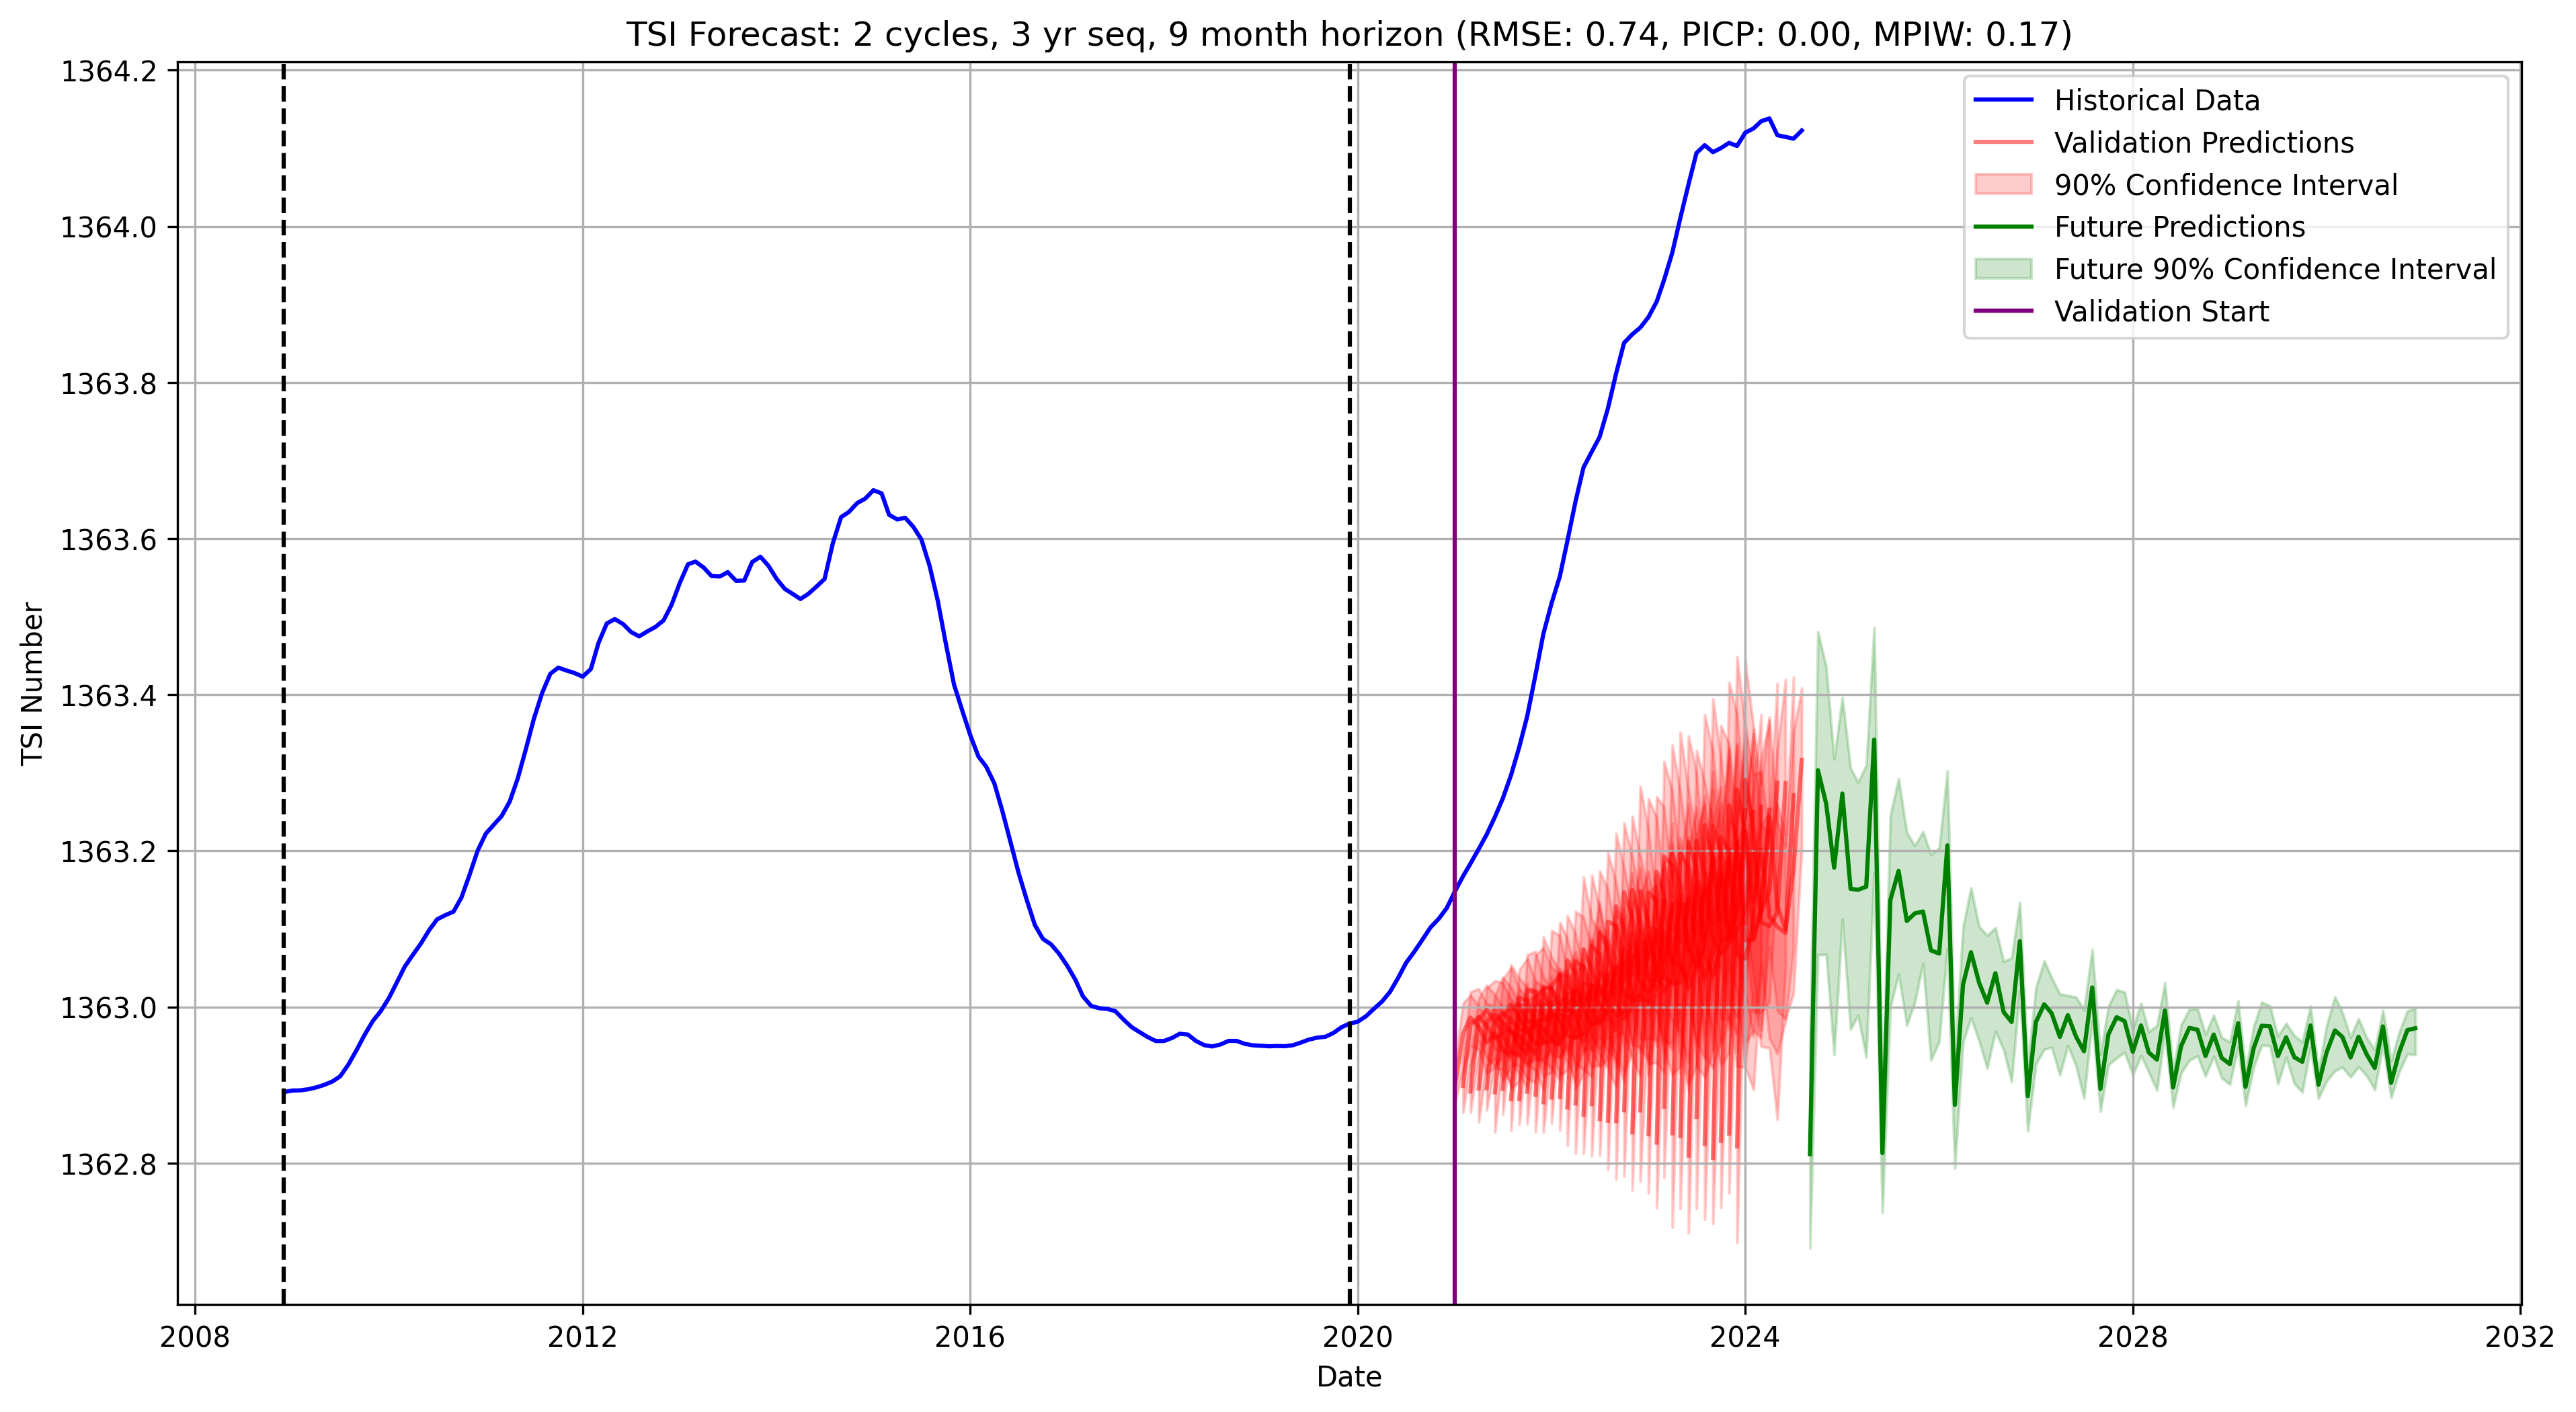 TSI Forecast: 2 cycles, 3 yr seq, 9 month horizon (RMSE: 0.74, PICP: 0.00, MPIW: 0.17)
1364.2
1364.0
1363.8
1363.6
1363.4
1363.2
1363.0
1362.8
TSI Number
Historical Data
Validation Predictions
90% Confidence Interval
Future Predictions
Future 90% Confidence Interval
Validation Start
2008 2012 2016 2020 2024 2028 2032
Date